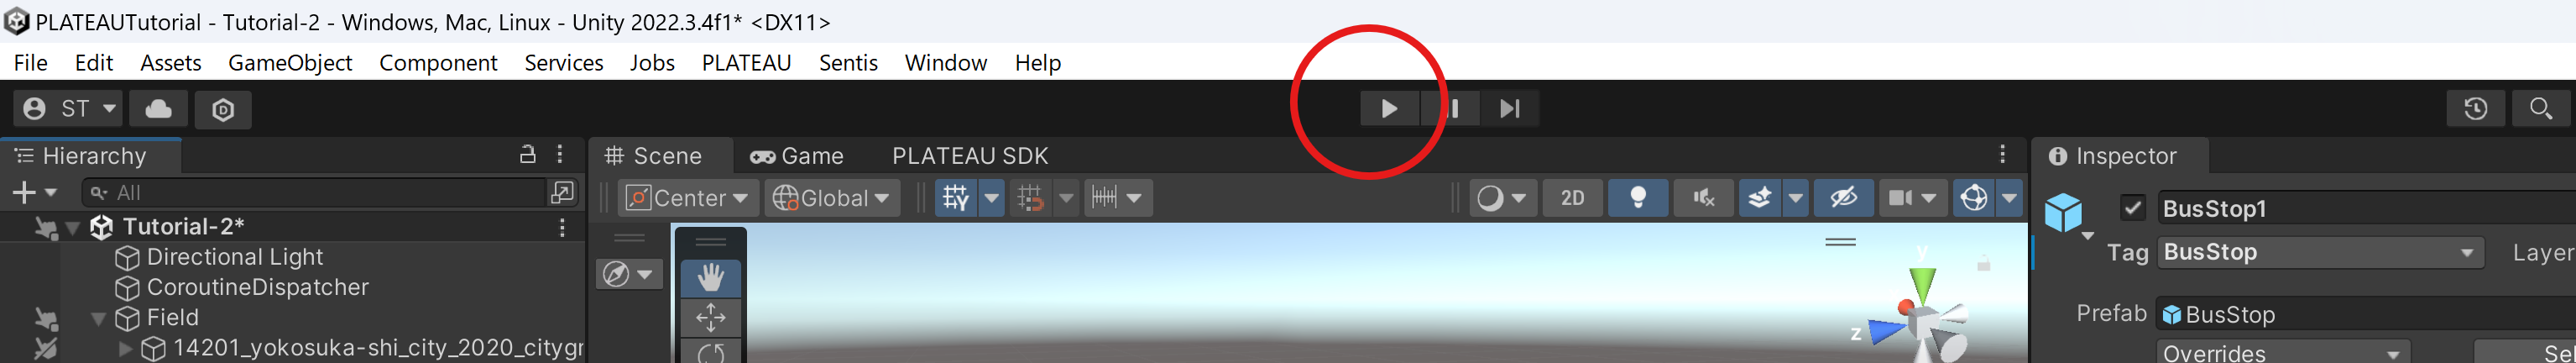 PLATEAUTutorial - Tutorial-2 - Windows, Mac, Linux - Unity 2022.3.4f1* <DX11>
File Edit Assets GameObject Component Services Jobs PLATEAU Sentis Window Help
ST
Hierarchy
All
Tutorial-2*
Directional Light
CoroutineDispatcher
Field
14201_yokosuka-shi_city_2020_citygr
Scene Game PLATEAU SDK
Center Global 2D
y
z
Inspector
BusStop1
Tag BusStop Layer
Prefab BusStop
Overrides Sel